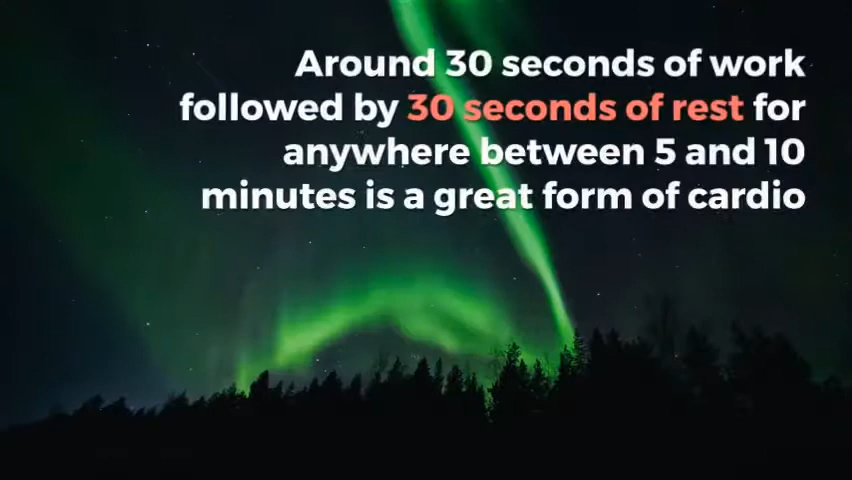 Around 30 seconds of work
followed by 30 seconds of rest for
anywhere between 5 and 10
minutes is a great form of cardio